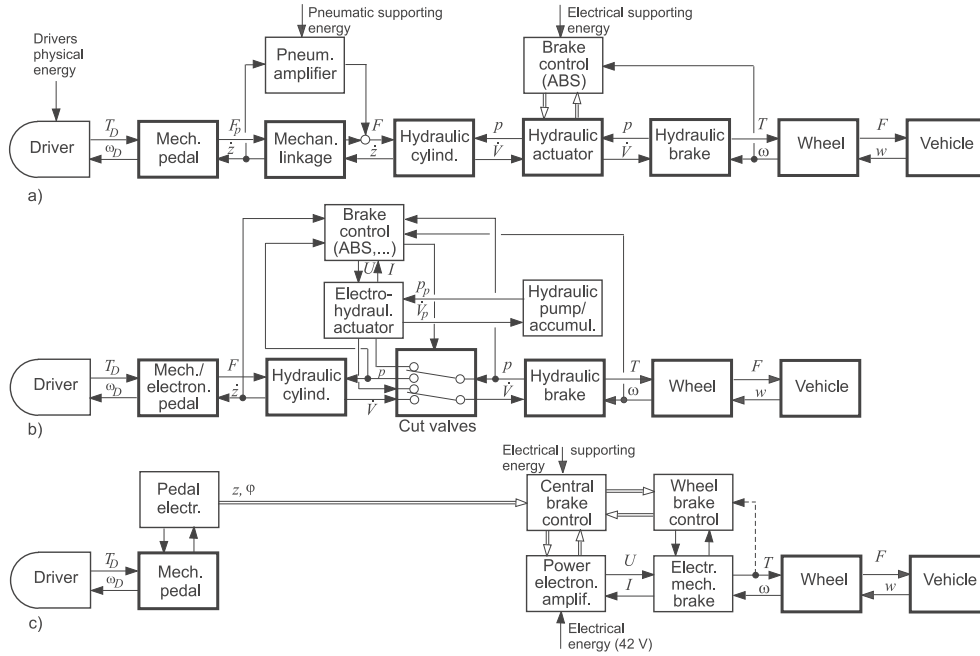 Pneumatic supporting
energy
Electrical supporting
energy
Drivers
physical
energy
Pneum.
amplifier
Brake
control
(ABS)
Driver
T_D
ω_D
Mech.
pedal
F_p
ż
Mechan.
linkage
F
ż
Hydraulic
cylind.
p
V̇
Hydraulic
actuator
p
V̇
Hydraulic
brake
T
ω
Wheel
F
w
Vehicle
a)
Brake
control
(ABS,...)
U I
Electro-
hydraul.
actuator
p_p
V̇_p
Hydraulic
pump/
accumul.
Driver
T_D
ω_D
Mech./
electron.
pedal
F
ż
Hydraulic
cylind.
p
V̇
Cut valves
p
V̇
Hydraulic
brake
T
ω
Wheel
F
w
Vehicle
b)
Electrical supporting
energy
Pedal
electr.
z, φ
Central
brake
control
Wheel
brake
control
Driver
T_D
ω_D
Mech.
pedal
Power
electron.
amplif.
U
I
Electr.
mech.
brake
T
ω
Wheel
F
w
Vehicle
c)
Electrical
energy (42 V)